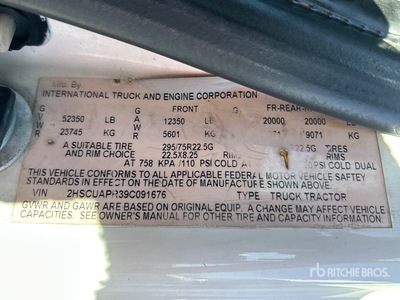 Mfg. By
INTERNATIONAL TRUCK AND ENGINE CORPORATION
G G FRONT FR-REAR-
V 52350 LB A 12350 LB 20000 20000 LB
W W
R 23745 KG R 5601 KG 9071 KG
A SUITABLE TIRE 295/75R22.5G 22.5G TIRES
AND RIM CHOICE 22.5X8.25 RIMS
AT 758 KPA /110 PSI COLD PSI COLD DUAL
THIS VEHICLE CONFORMS TO ALL APPLICABLE FEDERAL MOTOR VEHICLE SAFTEY
STANDARDS IN EFFECT ON THE DATE OF MANUFACTURE SHOWN ABOVE.
VIN 39C091676 TYPE TRUCK TRACTOR
GVWR AND GAWR ARE BASED ON ORIGINAL EQUIP. A CHANGE MAY AFFECT VEHICLE
CAPACITIES. SEE OWNER'S MANUAL FOR OTHER TIRE AND CAPACITY INFORMATION.
rb RITCHIE BROS.